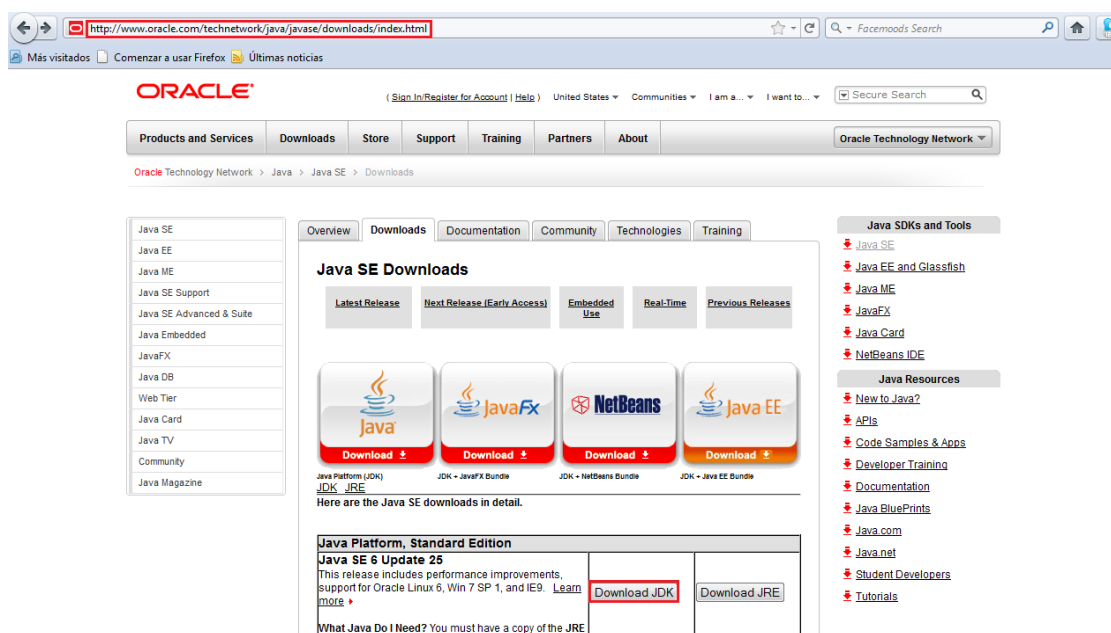 http://www.oracle.com/technetwork/java/javase/downloads/index.html
Facemoods Search
Más visitados Comenzar a usar Firefox Últimas noticias
ORACLE
( Sign In/Register for Account | Help ) United States Communities I am a... I want to... Secure Search
Products and Services Downloads Store Support Training Partners About Oracle Technology Network
Oracle Technology Network > Java > Java SE > Downloads
Java SE
Java EE
Java ME
Java SE Support
Java SE Advanced & Suite
Java Embedded
JavaFX
Java DB
Web Tier
Java Card
Java TV
Community
Java Magazine
Overview Downloads Documentation Community Technologies Training
Java SE Downloads
Latest Release Next Release (Early Access) Embedded Use Real-Time Previous Releases
Java JavaFX NetBeans Java EE
Download Download Download Download
Java Platform (JDK) JDK + JavaFX Bundle JDK + NetBeans Bundle JDK + Java EE Bundle
JDK JRE
Here are the Java SE downloads in detail.
Java Platform, Standard Edition
Java SE 6 Update 25
This release includes performance improvements,
support for Oracle Linux 6, Win 7 SP 1, and IE9. Learn
more
Download JDK Download JRE
What Java Do I Need? You must have a copy of the JRE
Java SDKs and Tools
Java SE
Java EE and Glassfish
Java ME
JavaFX
Java Card
NetBeans IDE
Java Resources
New to Java?
APIs
Code Samples & Apps
Developer Training
Documentation
Java BluePrints
Java.com
Java.net
Student Developers
Tutorials